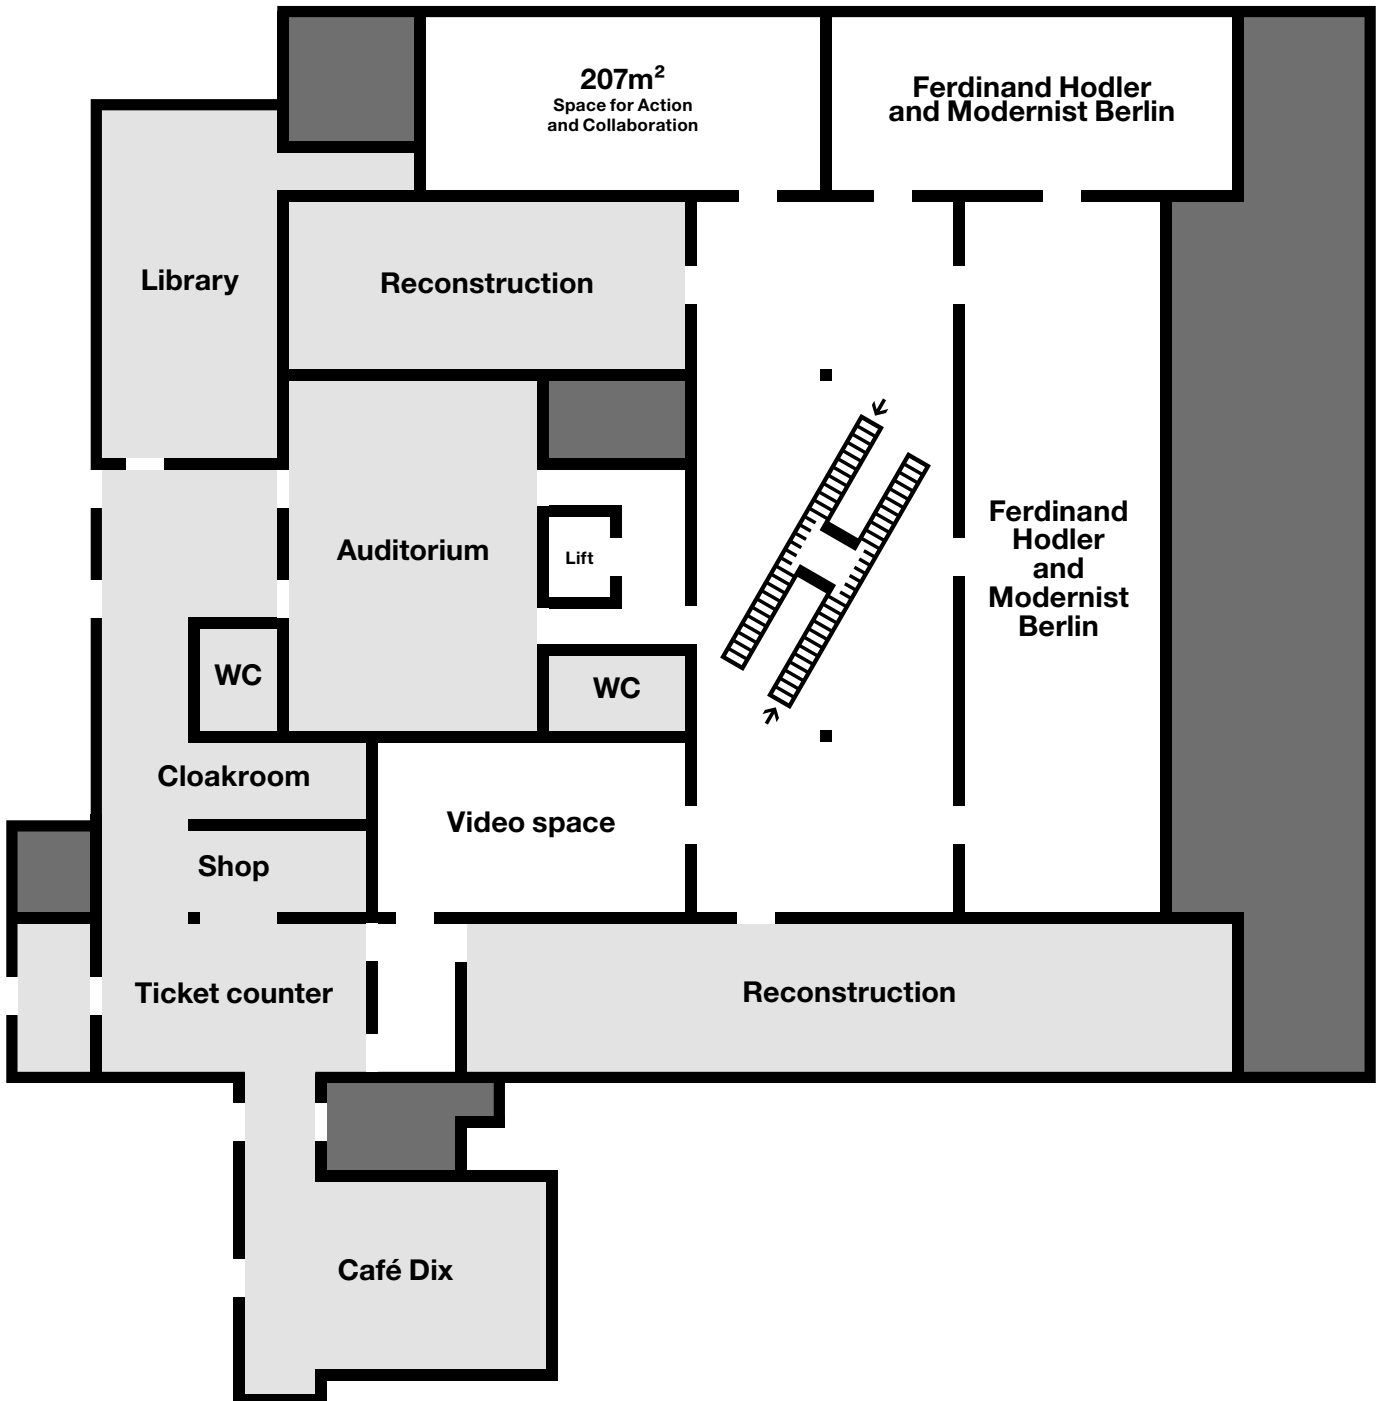 207m²
Space for Action
and Collaboration
Ferdinand Hodler
and Modernist Berlin
Library
Reconstruction
Auditorium
Lift
Ferdinand
Hodler
and
Modernist
Berlin
WC
WC
Cloakroom
Video space
Shop
Ticket counter
Reconstruction
Café Dix